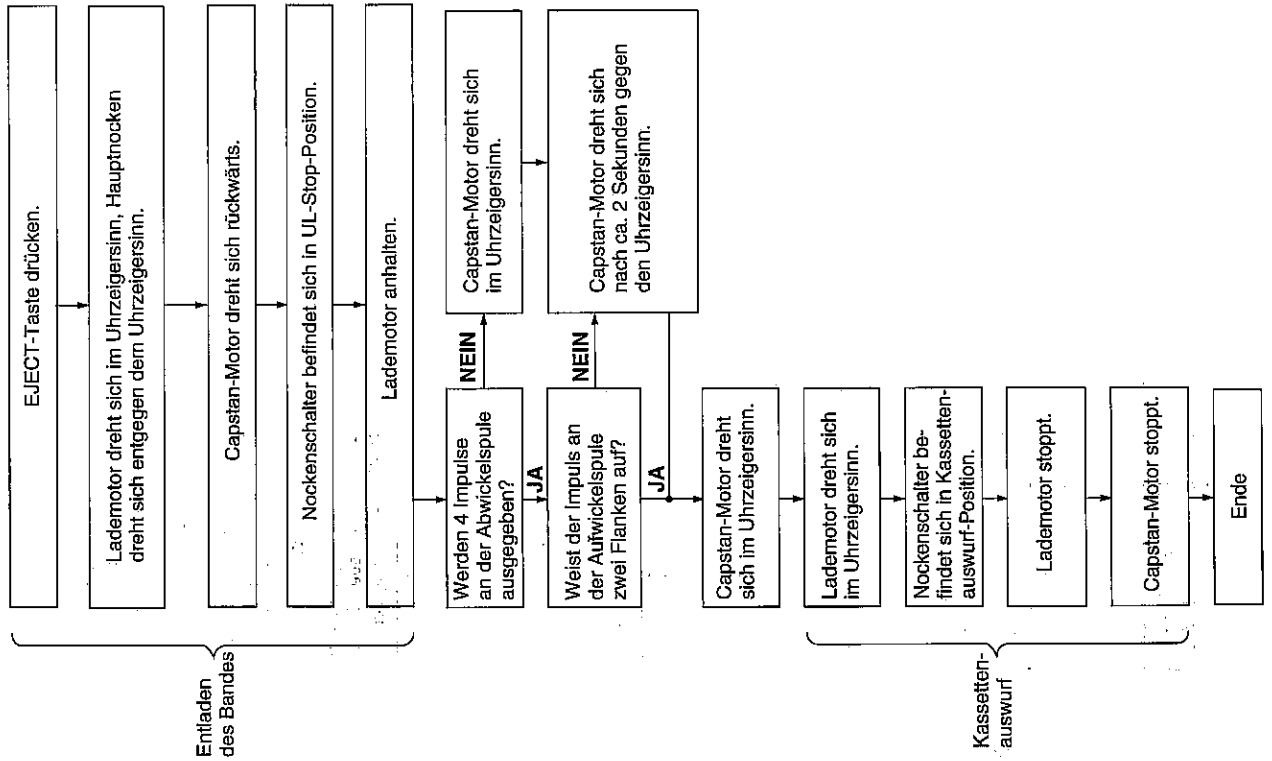 EJECT-Taste drücken.
Lademotor dreht sich im Uhrzeigersinn, Hauptnocken
dreht sich entgegen dem Uhrzeigersinn.
Capstan-Motor dreht sich rückwärts.
Nockenschalter befindet sich in UL-Stop-Position.
Lademotor anhalten.
Entladen
des Bandes
Werden 4 Impulse
an der Abwickelspule
ausgegeben?
NEIN
Capstan-Motor dreht sich
im Uhrzeigersinn.
JA
Weist der Impuls an
der Aufwickelspule
zwei Flanken auf?
NEIN
Capstan-Motor dreht sich
nach ca. 2 Sekunden gegen
den Uhrzeigersinn.
JA
Capstan-Motor dreht
sich im Uhrzeigersinn.
Lademotor dreht sich
im Uhrzeigersinn.
Nockenschalter be-
findet sich in Kassetten-
auswurf-Position.
Lademotor stoppt.
Capstan-Motor stoppt.
Kassetten-
auswurf
Ende